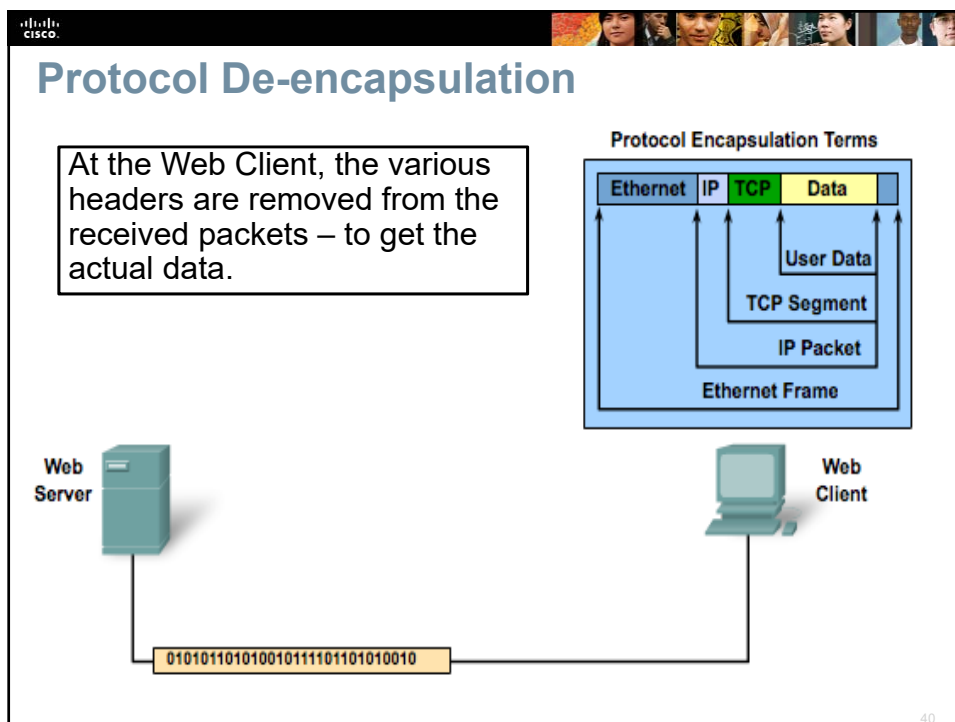 CISCO.
Protocol De-encapsulation
At the Web Client, the various
headers are removed from the
received packets – to get the
actual data.
Protocol Encapsulation Terms
Ethernet IP TCP Data
User Data
TCP Segment
IP Packet
Ethernet Frame
Web
Server
Web
Client
0101011010100101111011010​10010
40